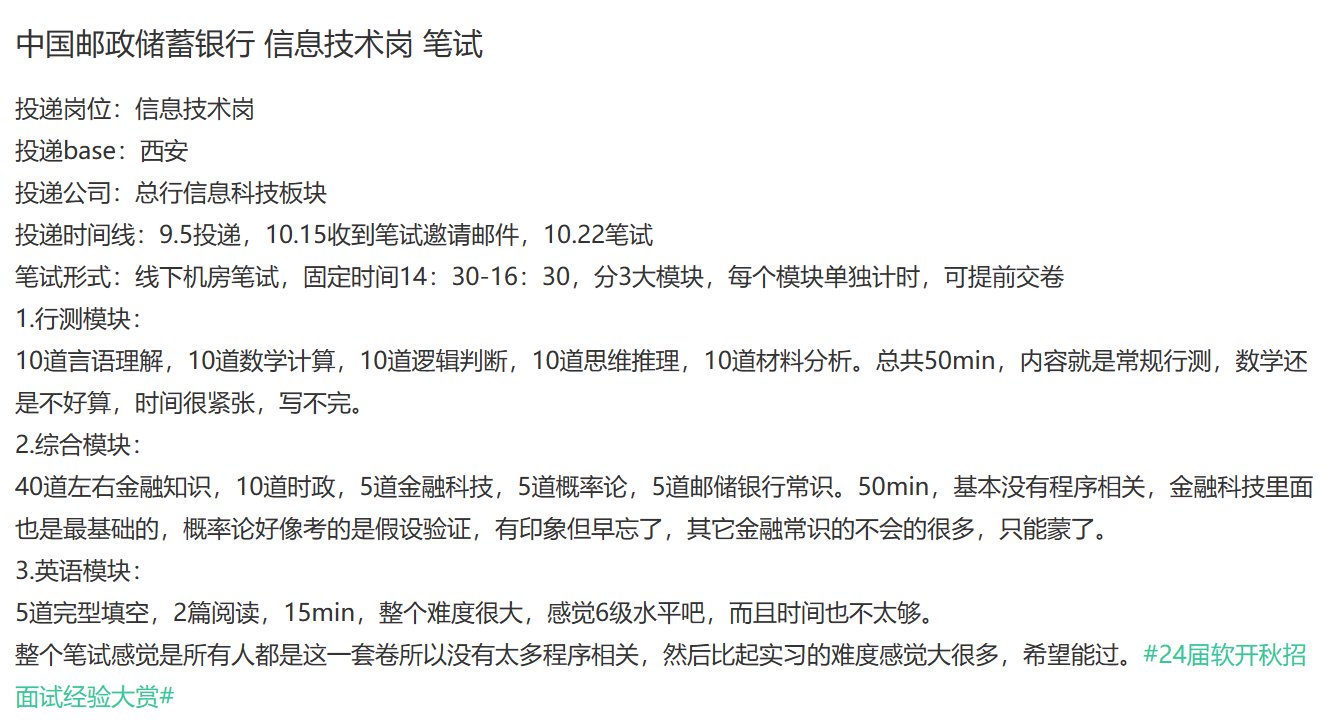 中国邮政储蓄银行 信息技术岗 笔试
投递岗位：信息技术岗
投递base：西安
投递公司：总行信息科技板块
投递时间线：9.5投递，10.15收到笔试邀请邮件，10.22笔试
笔试形式：线下机房笔试，固定时间14：30-16：30，分3大模块，每个模块单独计时，可提前交卷
1.行测模块：
10道言语理解，10道数学计算，10道逻辑判断，10道思维推理，10道材料分析。总共50min，内容就是常规行测，数学还
是不好算，时间很紧张，写不完。
2.综合模块：
40道左右金融知识，10道时政，5道金融科技，5道概率论，5道邮储银行常识。50min，基本没有程序相关，金融科技里面
也是最基础的，概率论好像考的是假设验证，有印象但早忘了，其它金融常识的不会的很多，只能蒙了。
3.英语模块：
5道完型填空，2篇阅读，15min，整个难度很大，感觉6级水平吧，而且时间也不太够。
整个笔试感觉是所有人都是这一套卷所以没有太多程序相关，然后比起实习的难度感觉大很多，希望能过。#24届软开秋招
面试经验大赏#